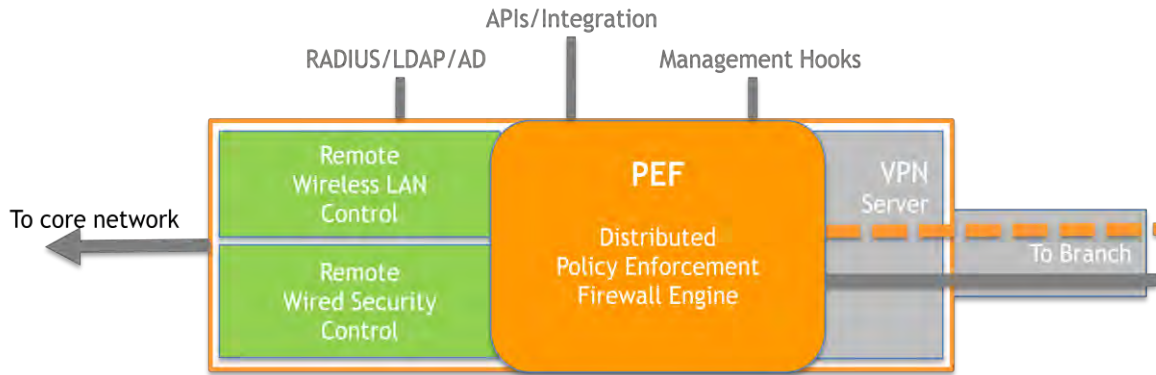 APIs/Integration
RADIUS/LDAP/AD
Management Hooks
Remote
Wireless LAN
Control
PEF
VPN
Server
To core network
Distributed
Policy Enforcement
Firewall Engine
To Branch
Remote
Wired Security
Control